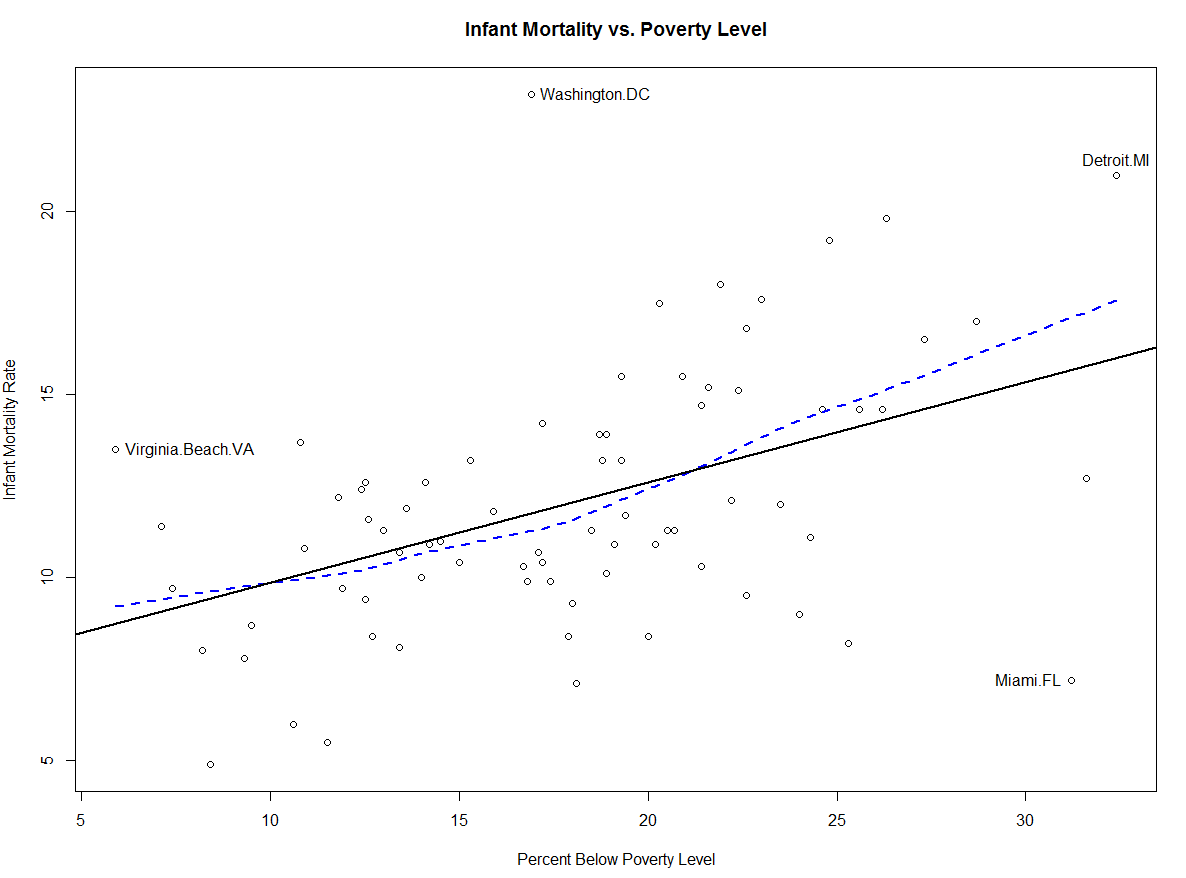 Infant Mortality vs. Poverty Level
Washington.DC
Detroit.MI
20
15
Infant Mortality Rate
Virginia.Beach.VA
10
Miami.FL
5
5 10 15 20 25 30
Percent Below Poverty Level